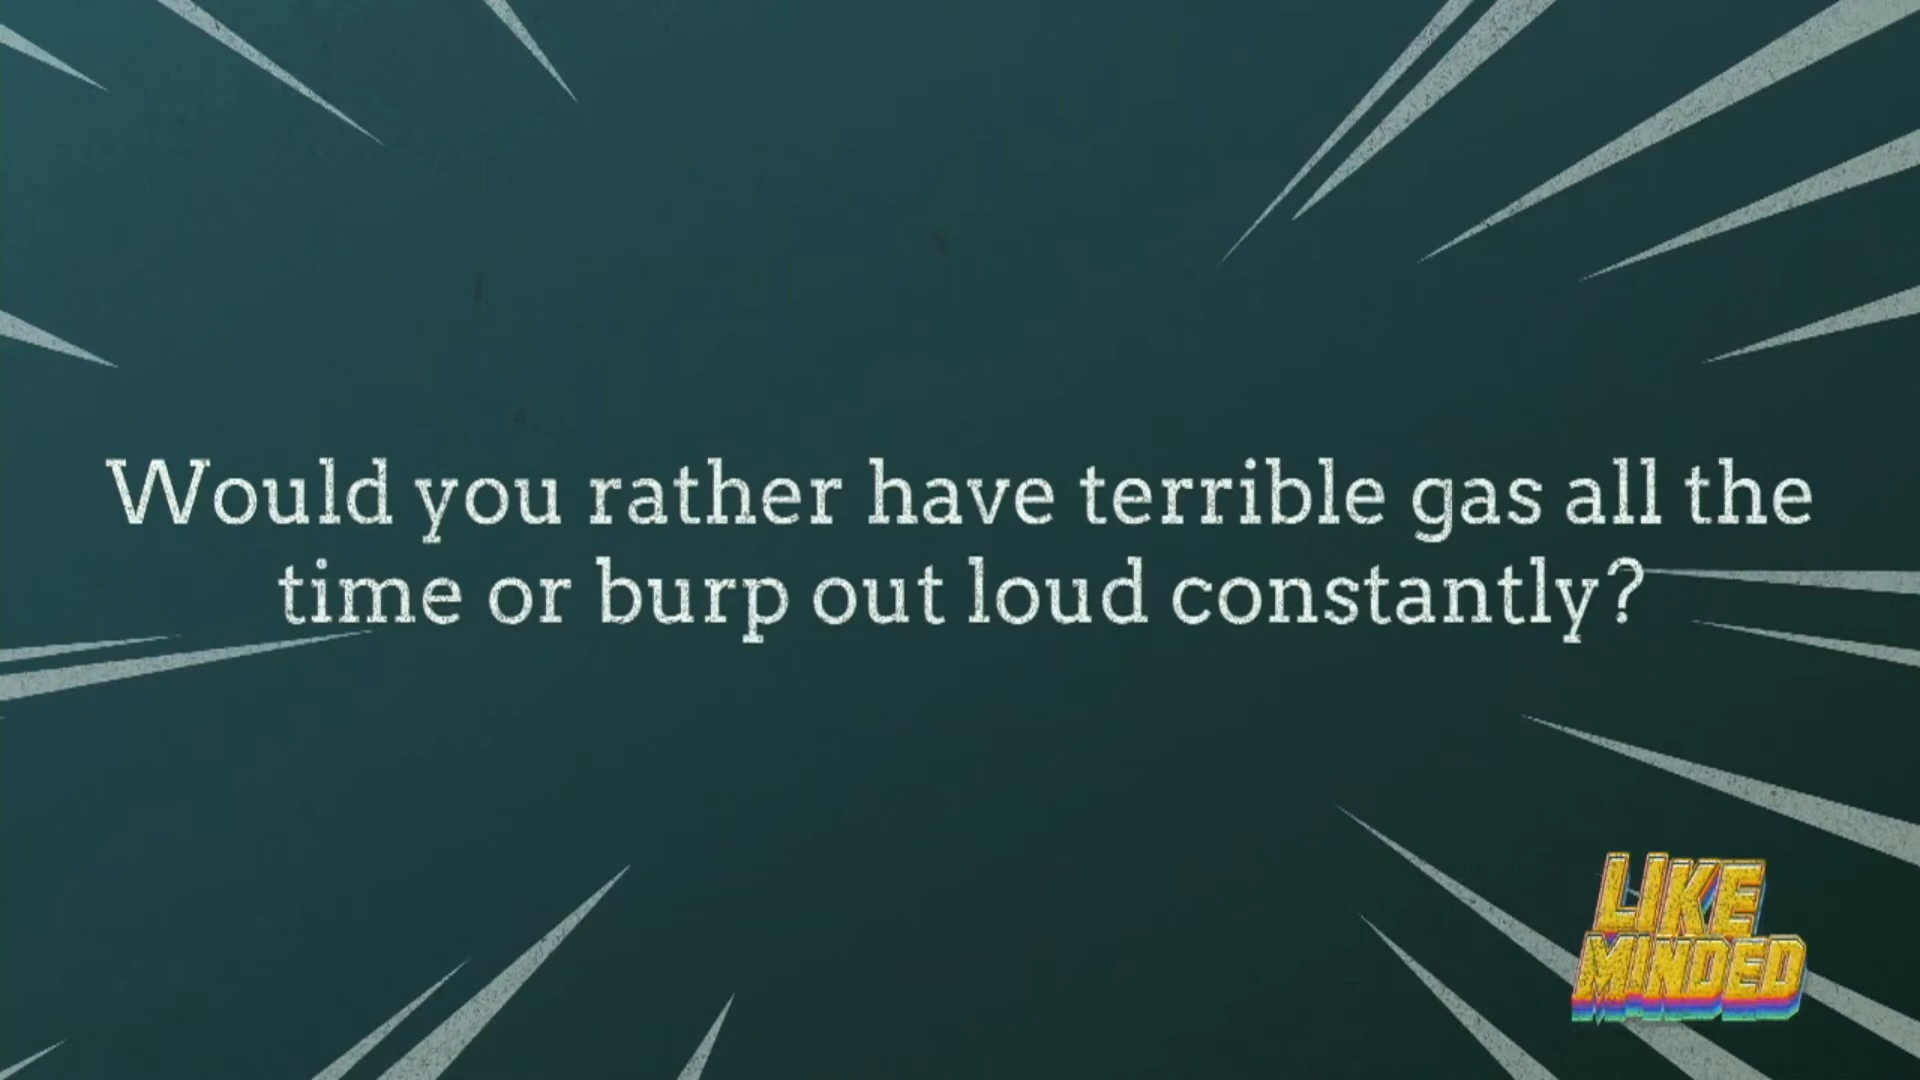 Would you rather have terrible gas all the
time or burp out loud constantly?
LIKE
MINDED